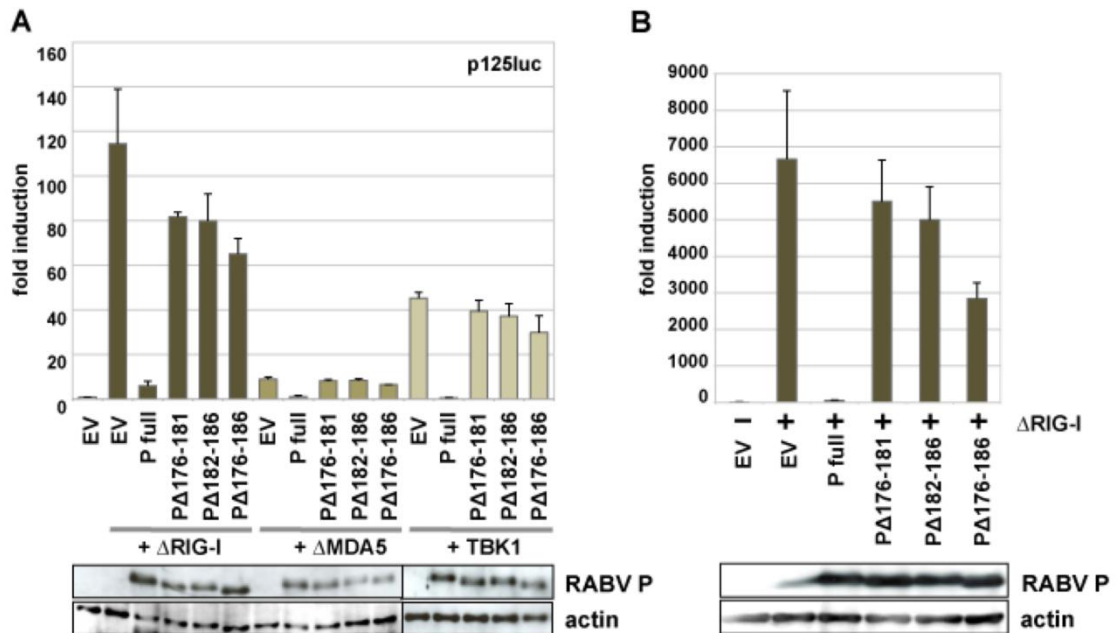 A
p125luc
fold induction
160
140
120
100
80
60
40
20
0
EV
EV
P full
PΔ176-181
PΔ182-186
PΔ176-186
EV
P full
PΔ176-181
PΔ182-186
PΔ176-186
EV
P full
PΔ176-181
PΔ182-186
PΔ176-186
+ ΔRIG-I
+ ΔMDA5
+ TBK1
RABV P
actin
B
fold induction
9000
8000
7000
6000
5000
4000
3000
2000
1000
0
EV I
EV +
P full +
PΔ176-181 +
PΔ182-186 +
PΔ176-186 +
ΔRIG-I
RABV P
actin